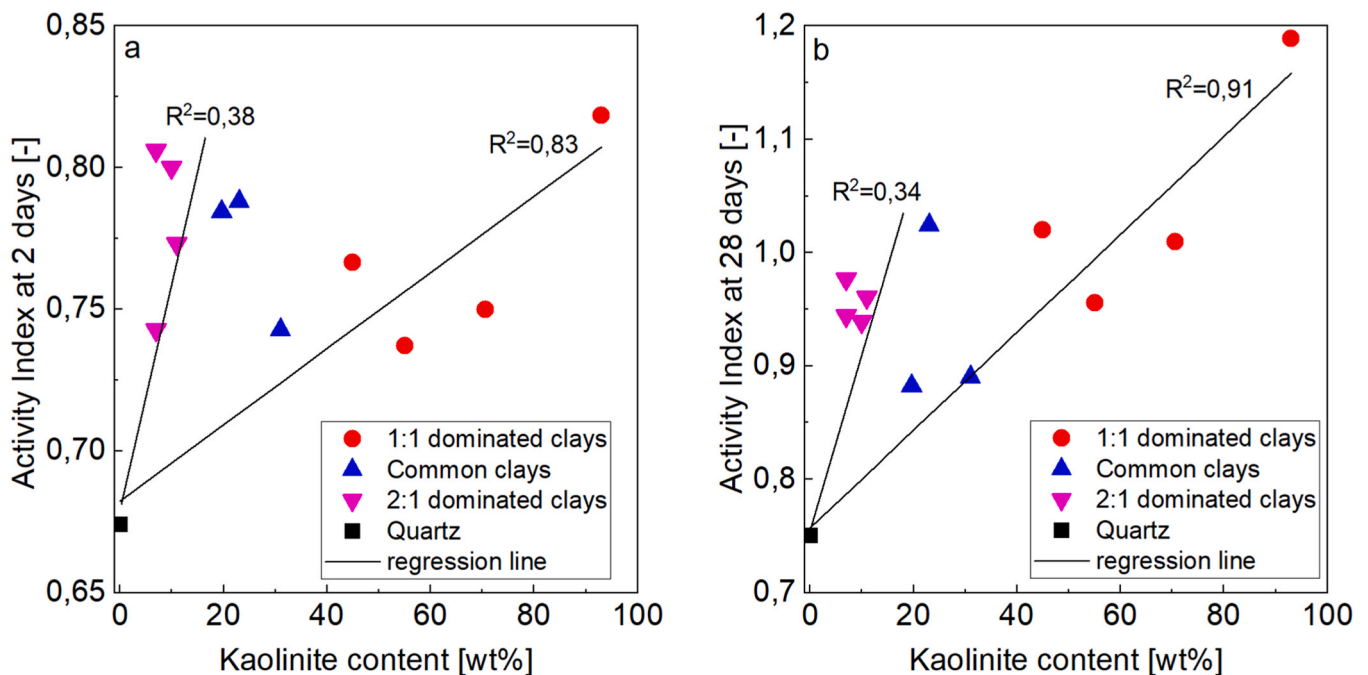 a
R²=0,38
R²=0,83
0,85
0,80
0,75
0,70
0,65
Activity Index at 2 days [-]
1:1 dominated clays
Common clays
2:1 dominated clays
Quartz
regression line
0
20
40
60
80
100
Kaolinite content [wt%]
b
R²=0,91
R²=0,34
1,2
1,1
1,0
0,9
0,8
0,7
Activity Index at 28 days [-]
1:1 dominated clays
Common clays
2:1 dominated clays
Quartz
regression line
0
20
40
60
80
100
Kaolinite content [wt%]